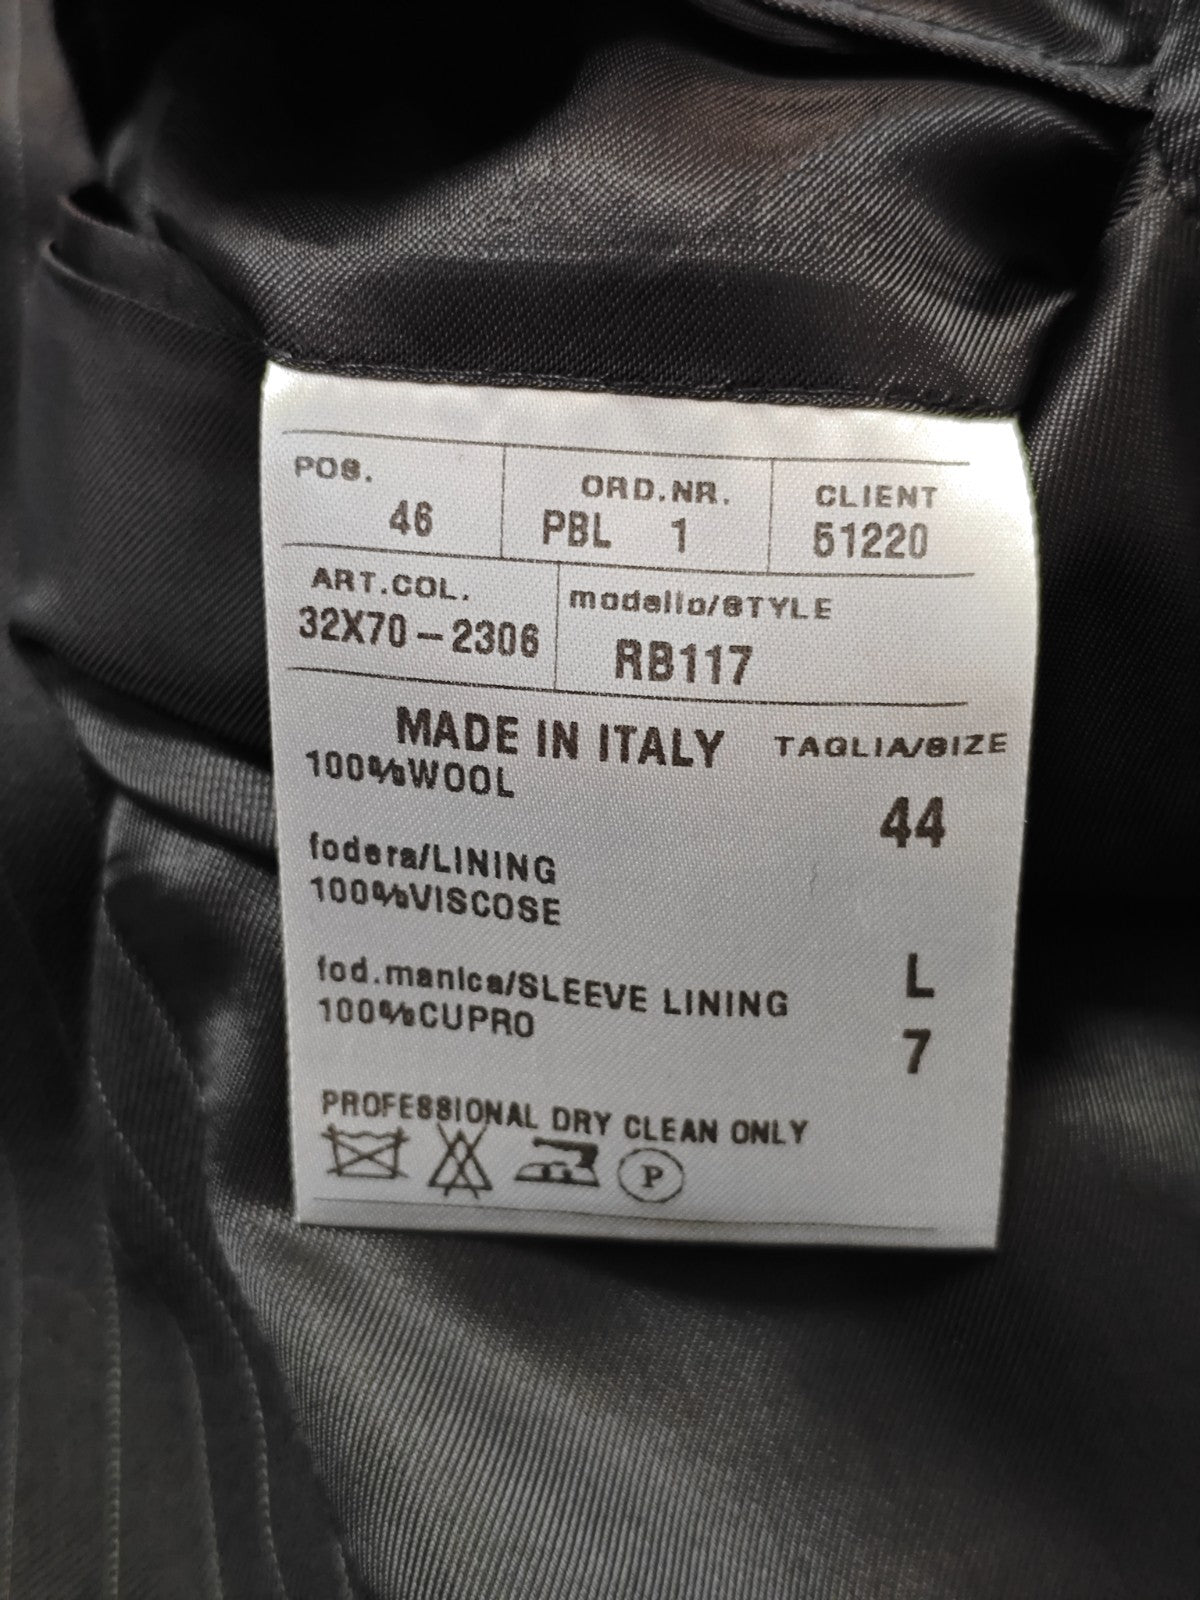 POS. ORD.NR. CLIENT
46 PBL 1 51220
ART.COL. modello/STYLE
32X70-2306 RB117
MADE IN ITALY TAGLIA/SIZE
100%WOOL
44
fodera/LINING
100%VISCOSE
fod.manica/SLEEVE LINING L
100%CUPRO 7
PROFESSIONAL DRY CLEAN ONLY
P